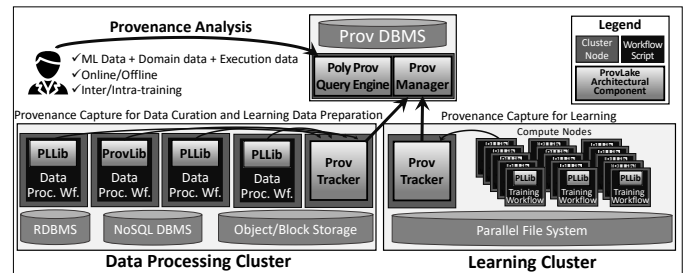 Provenance Analysis
✓ML Data + Domain data + Execution data
✓Online/Offline
✓Inter/Intra-training
Prov DBMS
Poly Prov
Query Engine
Prov
Manager
Legend
Cluster
Node
Workflow
Script
ProvLake
Architectural
Component
Provenance Capture for Data Curation and Learning Data Preparation
PLLib
Data
Proc. Wf.
ProvLib
Data
Proc. Wf.
PLLib
Data
Proc. Wf.
PLLib
Data
Proc. Wf.
Prov
Tracker
RDBMS
NoSQL DBMS
Object/Block Storage
Data Processing Cluster
Provenance Capture for Learning
Compute Nodes
Prov
Tracker
PLLib
Training
Workflow
PLLib
Training
Workflow
PLLib
Training
Workflow
Parallel File System
Learning Cluster